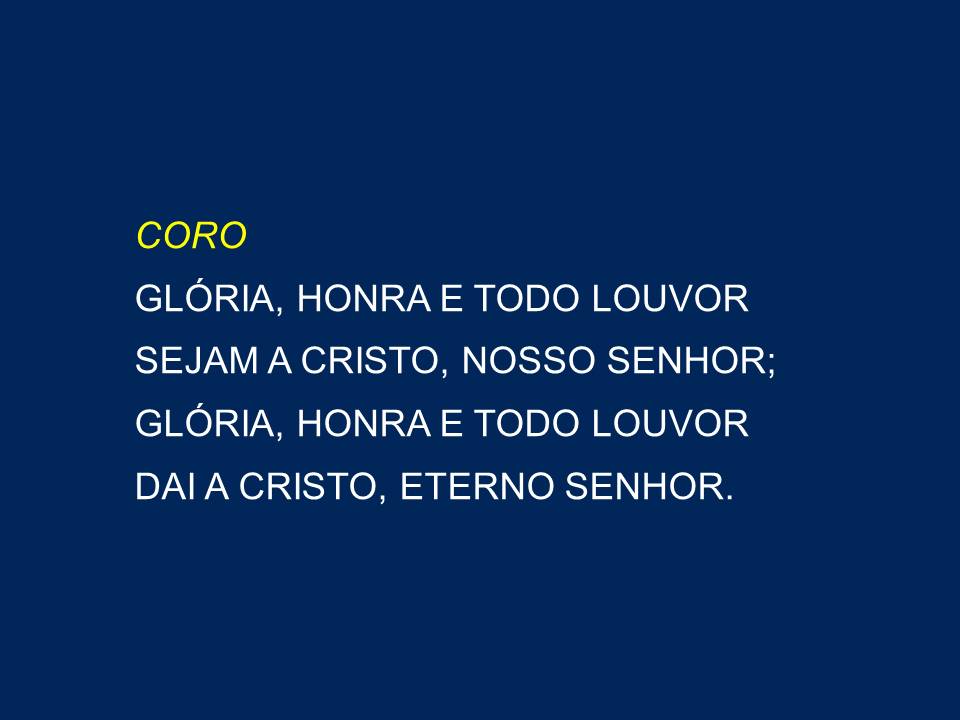 CORO
GLÓRIA, HONRA E TODO LOUVOR
SEJAM A CRISTO, NOSSO SENHOR;
GLÓRIA, HONRA E TODO LOUVOR
DAI A CRISTO, ETERNO SENHOR.